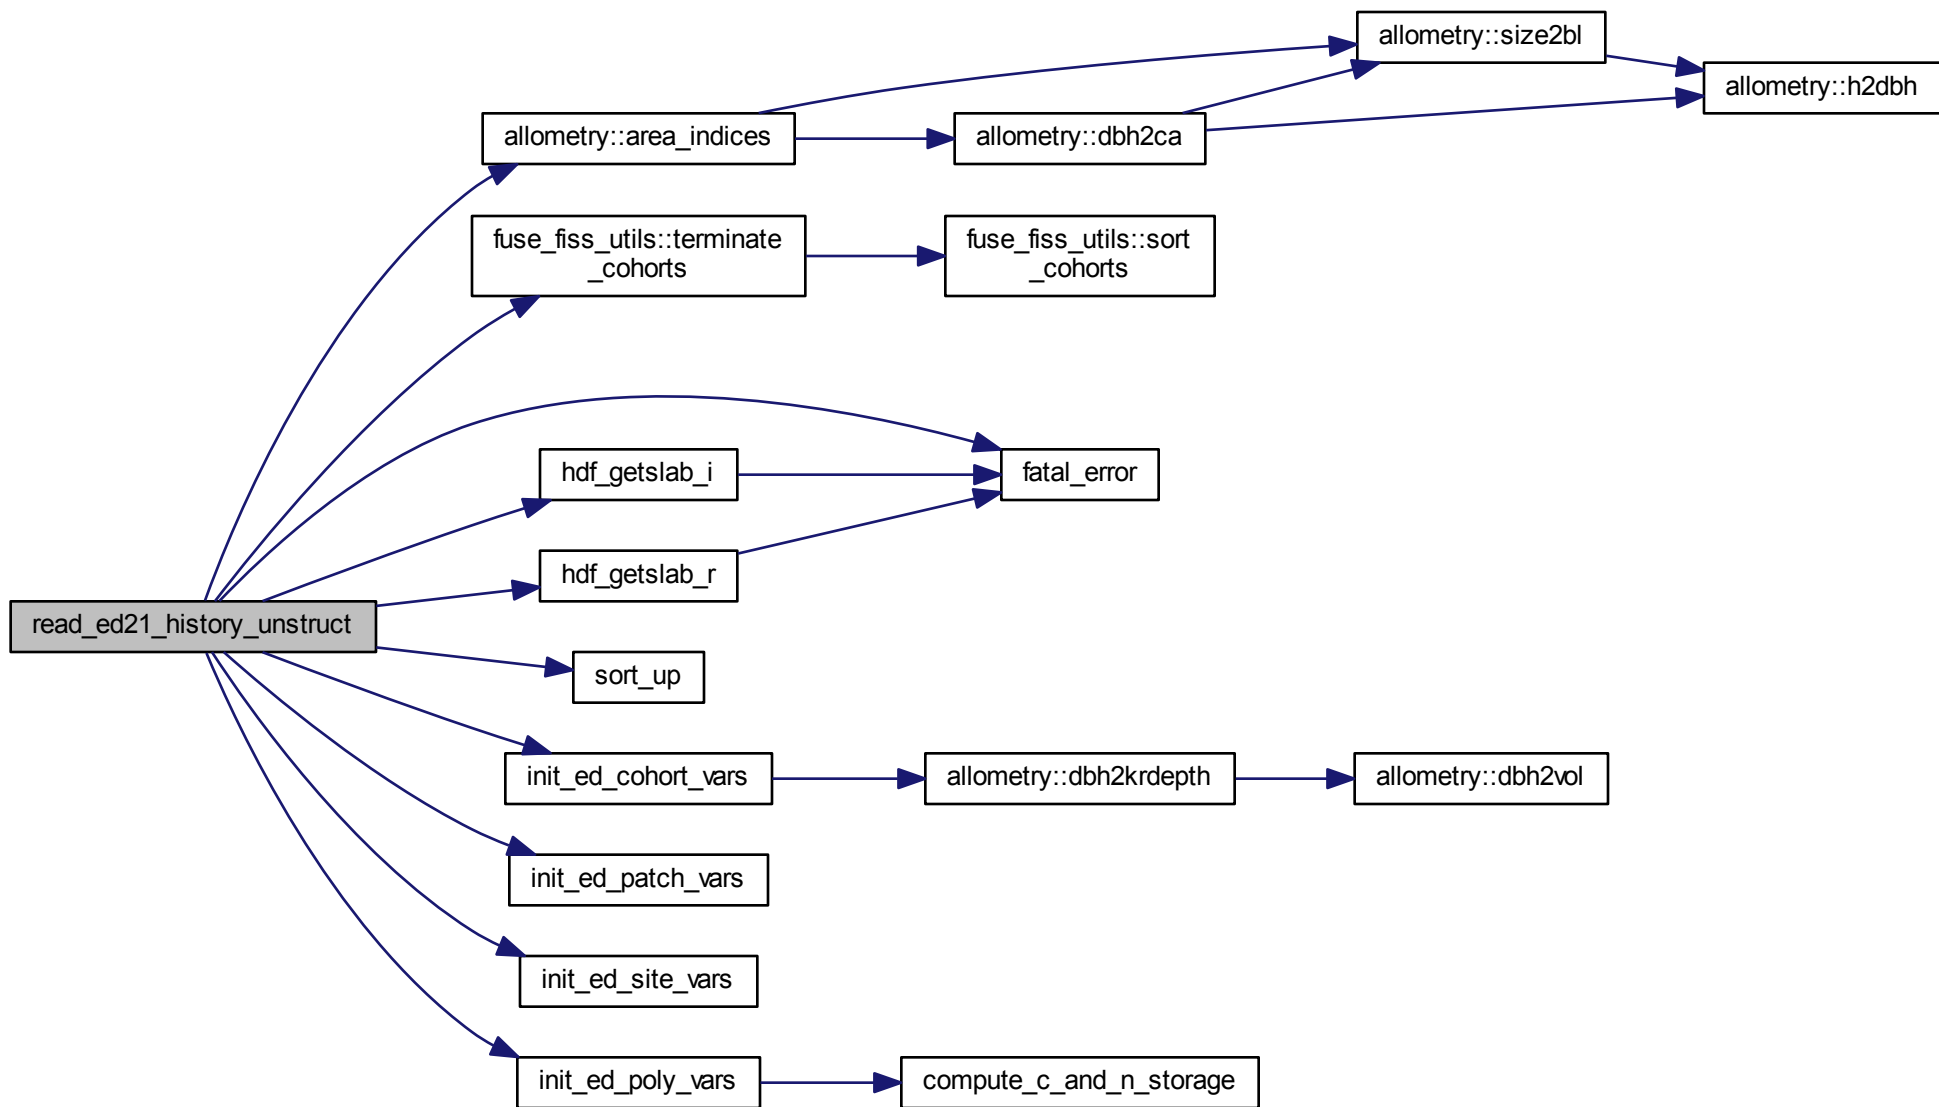 allometry::size2bl
allometry::h2dbh
allometry::area_indices
allometry::dbh2ca
fuse_fiss_utils::terminate
_cohorts
fuse_fiss_utils::sort
_cohorts
hdf_getslab_i
fatal_error
hdf_getslab_r
read_ed21_history_unstruct
sort_up
init_ed_cohort_vars
allometry::dbh2krdepth
allometry::dbh2vol
init_ed_patch_vars
init_ed_site_vars
init_ed_poly_vars
compute_c_and_n_storage